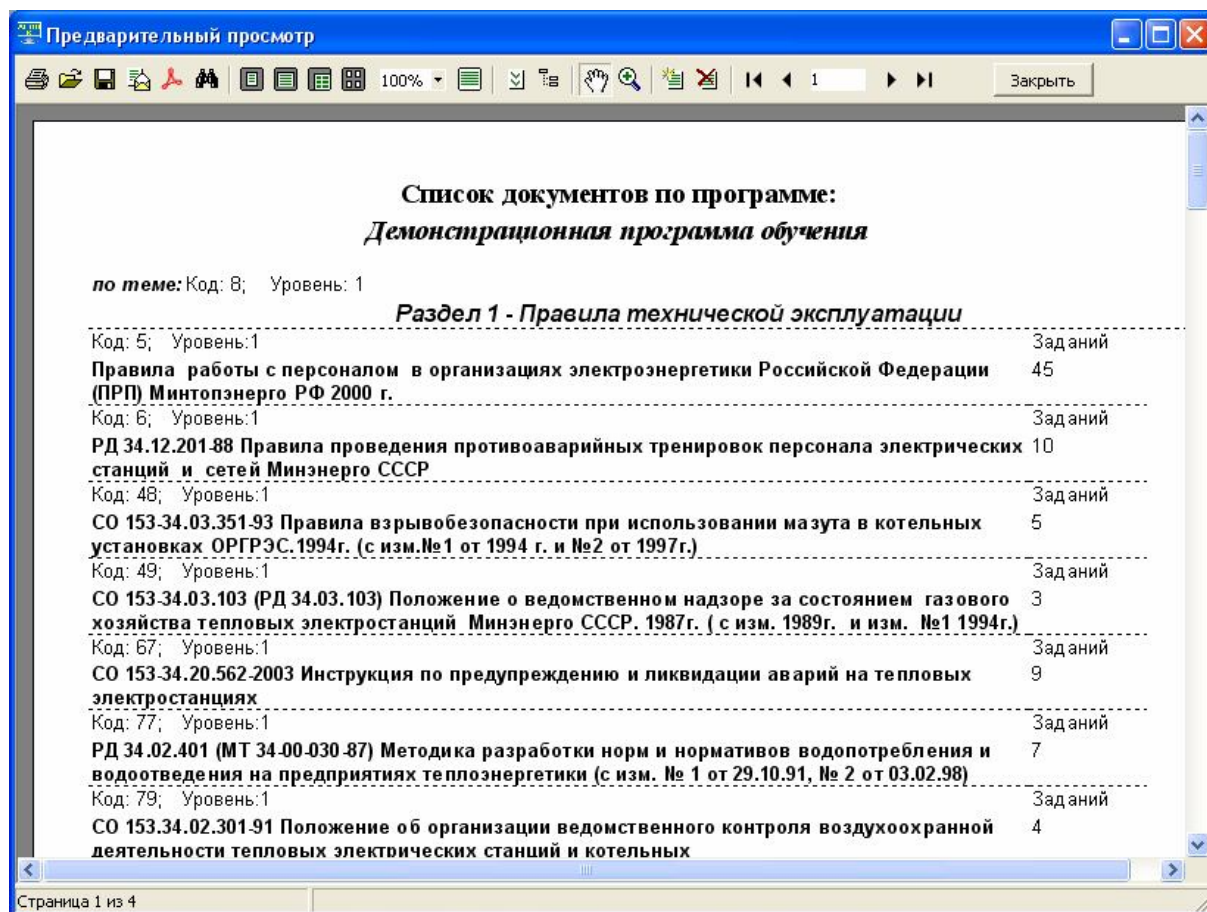 Предварительный просмотр
100%
1
Закрыть
Список документов по программе:
Демонстрационная программа обучения
по теме: Код: 8; Уровень: 1
Раздел 1 - Правила технической эксплуатации
Код: 5; Уровень:1 Заданий
Правила работы с персоналом в организациях электроэнергетики Российской Федерации 45
(ПРП) Минтопэнерго РФ 2000 г.
Код: 6; Уровень:1 Заданий
РД 34.12.201-88 Правила проведения противоаварийных тренировок персонала электрических 10
станций и сетей Минэнерго СССР
Код: 48; Уровень:1 Заданий
СО 153-34.03.351-93 Правила взрывобезопасности при использовании мазута в котельных 5
установках ОРГРЭС.1994г. (с изм.№1 от 1994 г. и №2 от 1997г.)
Код: 49; Уровень:1 Заданий
СО 153-34.03.103 (РД 34.03.103) Положение о ведомственном надзоре за состоянием газового 3
хозяйства тепловых электростанций Минэнерго СССР. 1987г. ( с изм. 1989г. и изм. №1 1994г.)
Код: 67; Уровень:1 Заданий
СО 153-34.20.562-2003 Инструкция по предупреждению и ликвидации аварий на тепловых 9
электростанциях
Код: 77; Уровень:1 Заданий
РД 34.02.401 (МТ 34-00-030-87) Методика разработки норм и нормативов водопотребления и 7
водоотведения на предприятиях теплоэнергетики (с изм. № 1 от 29.10.91, № 2 от 03.02.98)
Код: 79; Уровень:1 Заданий
СО 153.34.02.301-91 Положение об организации ведомственного контроля воздухоохранной 4
деятельности тепловых электрических станций и котельных
Страница 1 из 4